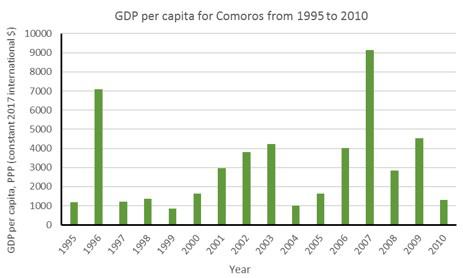 GDP per capita for Comoros from 1995 to 2010
GDP per capita, PPP (constant 2017 international $)
10000
9000
8000
7000
6000
5000
4000
3000
2000
1000
0
1995 1996 1997 1998 1999 2000 2001 2002 2003 2004 2005 2006 2007 2008 2009 2010
Year